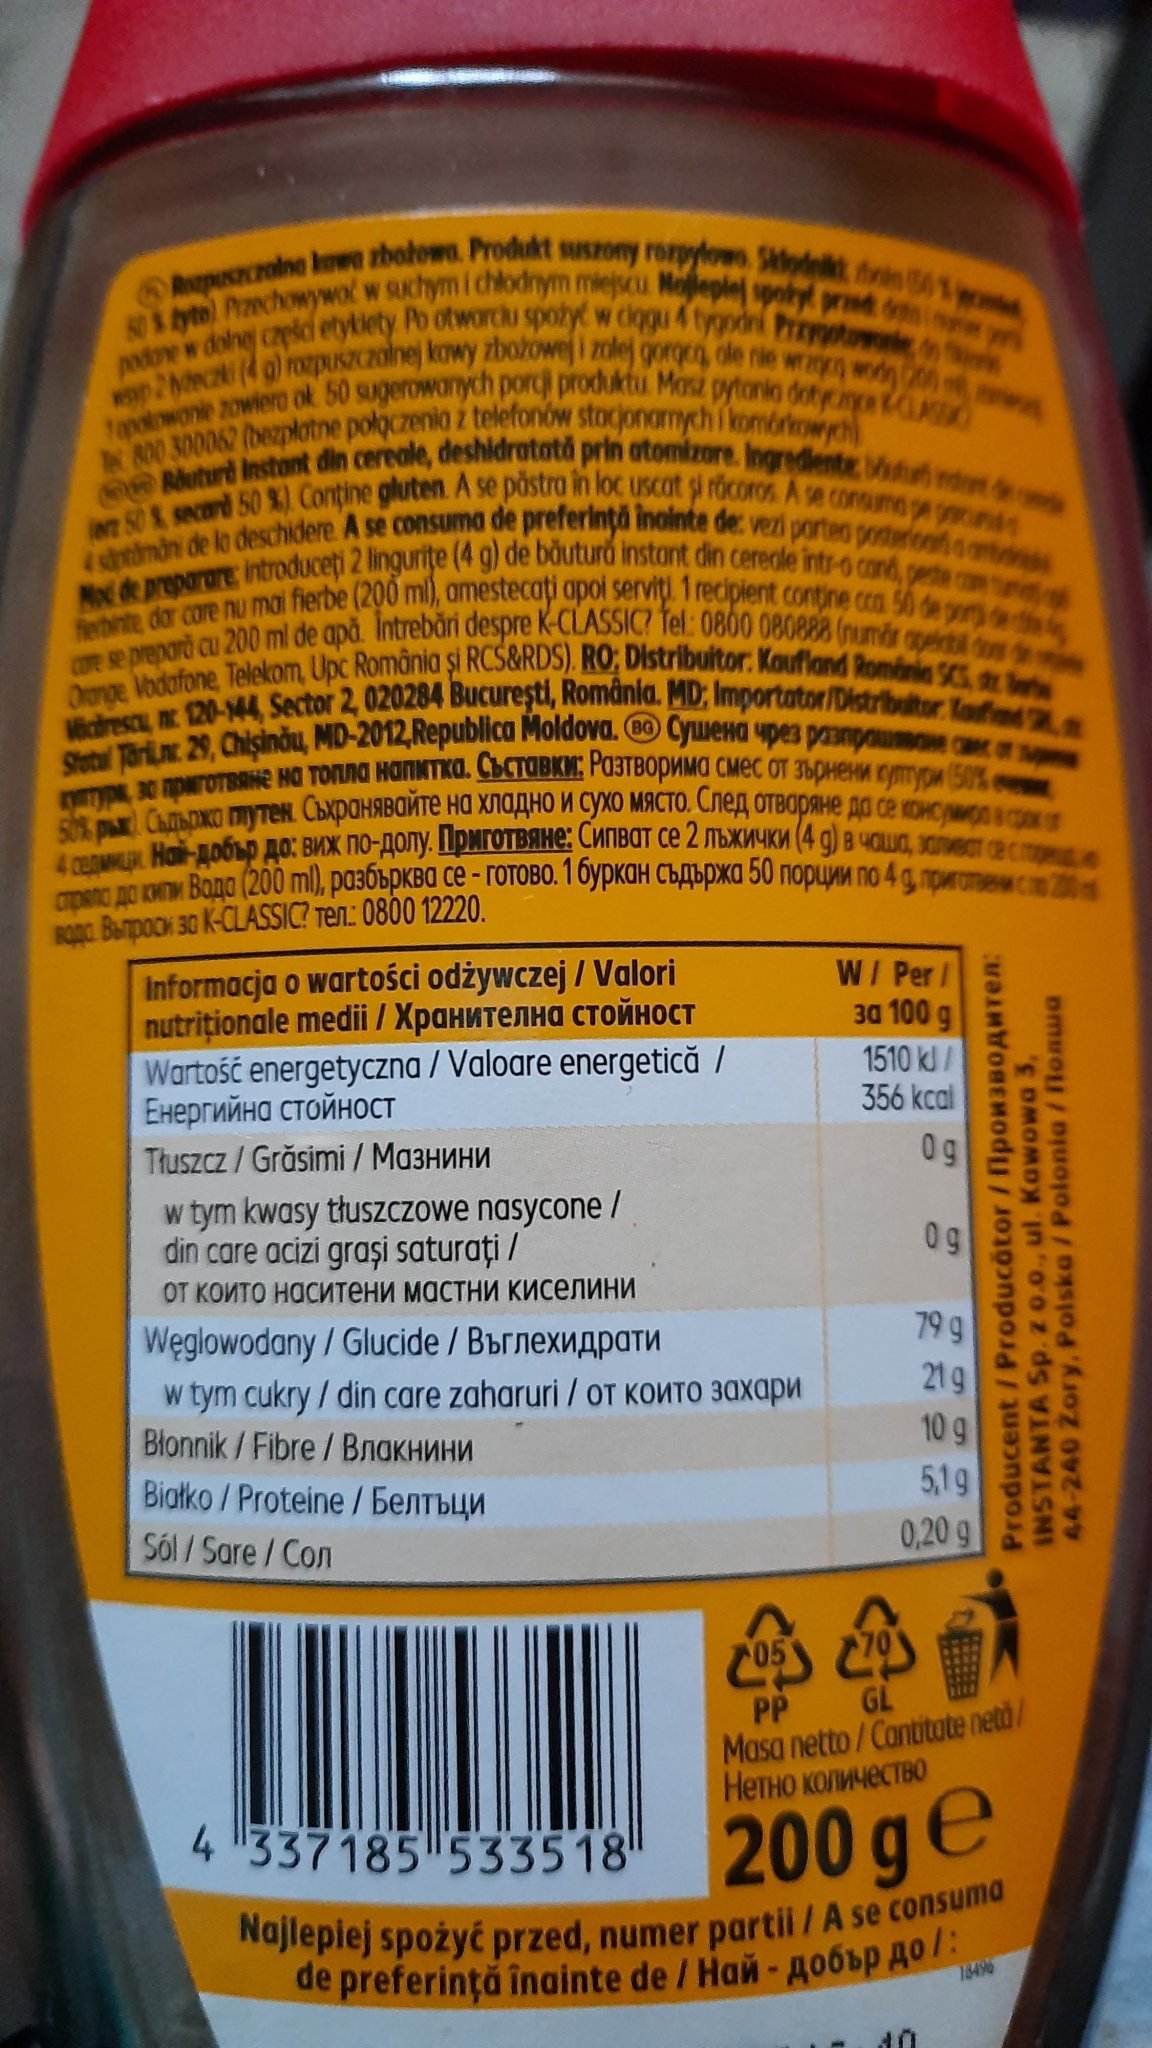 PL Rozpuszczalna kawa zbożowa. Produkt suszony rozpyłowo. Składniki: zboża (50 % jęczmień,
50 % żyto). Przechowywać w suchym i chłodnym miejscu. Najlepiej spożyć przed: data i numer partii
podane w dolnej części etykiety. Po otwarciu spożyć w ciągu 4 tygodni. Przygotowanie: do filiżanki
wsyp 2 łyżeczki (4 g) rozpuszczalnej kawy zbożowej i zalej gorącą, ale nie wrzącą wodą (200 ml), zamieszaj.
1 opakowanie zawiera ok. 50 sugerowanych porcji produktu. Masz pytania dotyczące K-CLASSIC?
Tel. 800 300062 (bezpłatne połączenia z telefonów stacjonarnych i komórkowych).
RO MD Băutură instant din cereale, deshidratată prin atomizare. Ingrediente: băutură instant din cereale
(orz 50 %, secară 50 %). Conține gluten. A se păstra în loc uscat și răcoros. A se consuma pe parcursul a
4 săptămâni de la deschidere. A se consuma de preferință înainte de: vezi partea posterioară a ambalajului.
Mod de preparare: introduceți 2 lingurițe (4 g) de băutură instant din cereale într-o cană, peste care turnați apă
fierbinte, dar care nu mai fierbe (200 ml), amestecați apoi serviți. 1 recipient conține cca. 50 de porții de câte 4 g,
care se prepară cu 200 ml de apă. Întrebări despre K-CLASSIC? Tel.: 0800 080888 (număr apelabil doar din rețelele
Orange, Vodafone, Telekom, Upc România și RCS&RDS). RO: Distribuitor: Kaufland România SCS, str. Barbu
Văcărescu, nr. 120-144, Sector 2, 020284 București, România. MD: Importator/Distribuitor: Kaufland SRL, str.
Sfatul Țării,nr. 29, Chișinău, MD-2012,Republica Moldova. BG Сушена чрез разпрашаване смес от зърнени
култури, за приготвяне на топла напитка. Съставки: Разтворима смес от зърнени култури (50% ечемик,
50% ръж). Съдържа глутен. Съхранявайте на хладно и сухо място. След отваряне да се консумира в срок от
4 седмици. Най-добър до: виж по-долу. Приготвяне: Сипват се 2 лъжички (4 g) в чаша, заливат се с гореща, но
спряла да кипи вода (200 ml), разбърква се - готово. 1 буркан съдържа 50 порции по 4 g, приготвени с по 200 ml
вода. Въпроси за K-CLASSIC? тел.: 0800 12220.
Informacja o wartości odżywczej / Valori
nutriționale medii / Хранителна стойност
W / Per /
за 100 g
Wartość energetyczna / Valoare energetică /
Енергийна стойност
1510 kJ /
356 kcal
Tłuszcz / Grăsimi / Мазнини
0 g
w tym kwasy tłuszczowe nasycone /
din care acizi grași saturați /
от които наситени мастни киселини
0 g
Węglowodany / Glucide / Въглехидрати
79 g
w tym cukry / din care zaharuri / от които захари
21 g
Błonnik / Fibre / Влакнини
10 g
Białko / Proteine / Белтъци
5,1 g
Sól / Sare / Сол
0,20 g
Producent / Producător / Производител:
INSTANTA Sp. z o.o., ul. Kawowa 3,
44-240 Żory, Polska / Polonia / Полша
05
PP
70
GL
Masa netto / Cantitate netă /
Нетно количество
200 g e
4 337185 533518
Najlepiej spożyć przed, numer partii / A se consuma
de preferință înainte de / Най - добър до / :
18496